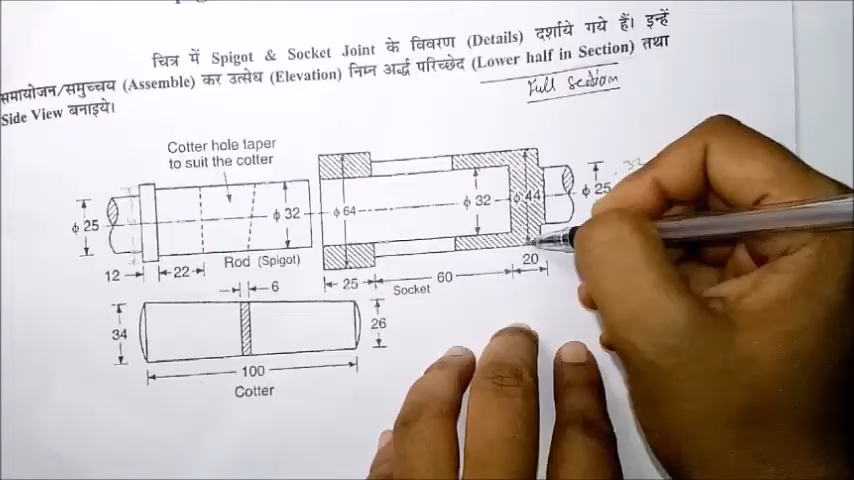 चित्र में Spigot & Socket Joint के विवरण (Details) दर्शाये गये हैं। इन्हें
समायोजन/समुच्चय (Assemble) कर उत्सेध (Elevation) निम्न अर्द्ध परिच्छेद (Lower half in Section) तथा
Side View बनाइये।
Full Section
Cotter hole taper
to suit the cotter
ϕ 25
ϕ 32
ϕ 64
ϕ 32
ϕ 44
ϕ 25
12
22
Rod (Spigot)
25
60
20
Socket
6
34
26
100
Cotter